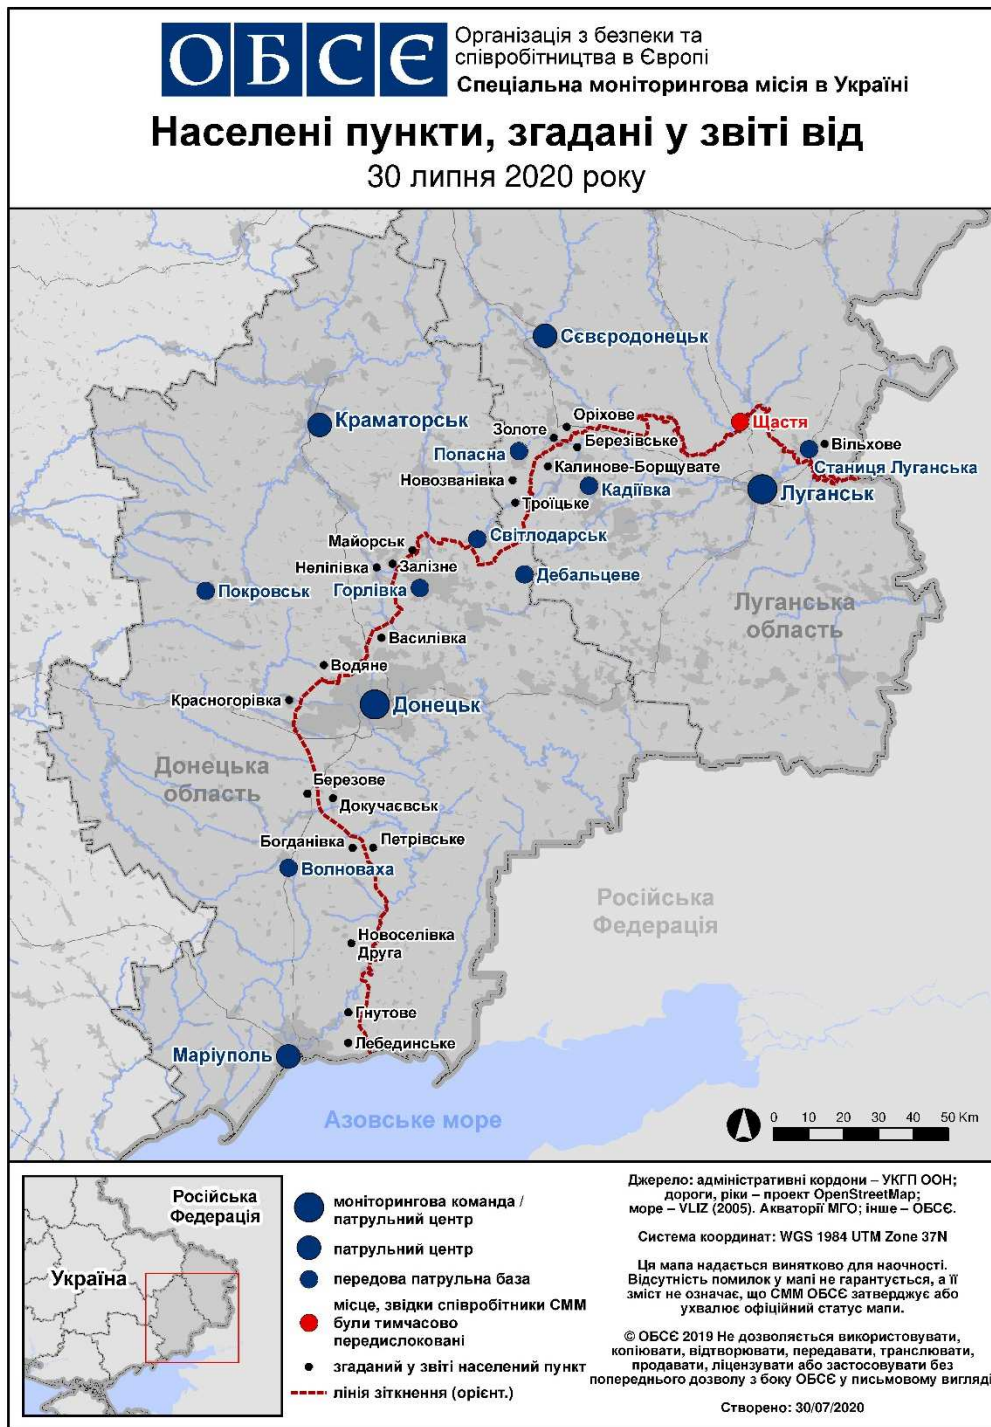 ОБСЄ
Організація з безпеки та
співробітництва в Європі
Спеціальна моніторингова місія в Україні
Населені пункти, згадані у звіті від
30 липня 2020 року
Сєвєродонецьк
Краматорськ
Оріхове
Щастя
Золоте
Березівське
Вільхове
Попасна
Станиця Луганська
Калинове-Борщувате
Новозванівка
Кадіївка
Луганськ
Троїцьке
Світлодарськ
Майорськ
Неліпівка
Залізне
Дебальцеве
Покровськ
Горлівка
Луганська
область
Василівка
Водяне
Красногорівка
Донецьк
Донецька
область
Березове
Докучаєвськ
Богданівка
Петрівське
Волноваха
Російська
Федерація
Новоселівка
Друга
Гнутове
Лебединське
Маріуполь
Азовське море
0 10 20 30 40 50 Km
Російська
Федерація
Україна
моніторингова команда /
патрульний центр
патрульний центр
передова патрульна база
місце, звідки співробітники СММ
були тимчасово
передислоковані
згаданий у звіті населений пункт
лінія зіткнення (орієнт.)
Джерело: адміністративні кордони – УКГП ООН;
дороги, ріки – проект OpenStreetMap;
море – VLIZ (2005). Акваторії МГО; інше – ОБСЄ.
Система координат: WGS 1984 UTM Zone 37N
Ця мапа надається винятково для наочності.
Відсутність помилок у мапі не гарантується, а її
зміст не означає, що СММ ОБСЄ затверджує або
ухвалює офіційний статус мапи.
© ОБСЄ 2019 Не дозволяється використовувати,
копіювати, відтворювати, передавати, транслювати,
продавати, ліцензувати або застосовувати без
попереднього дозволу з боку ОБСЄ у письмовому вигляді
Створено: 30/07/2020